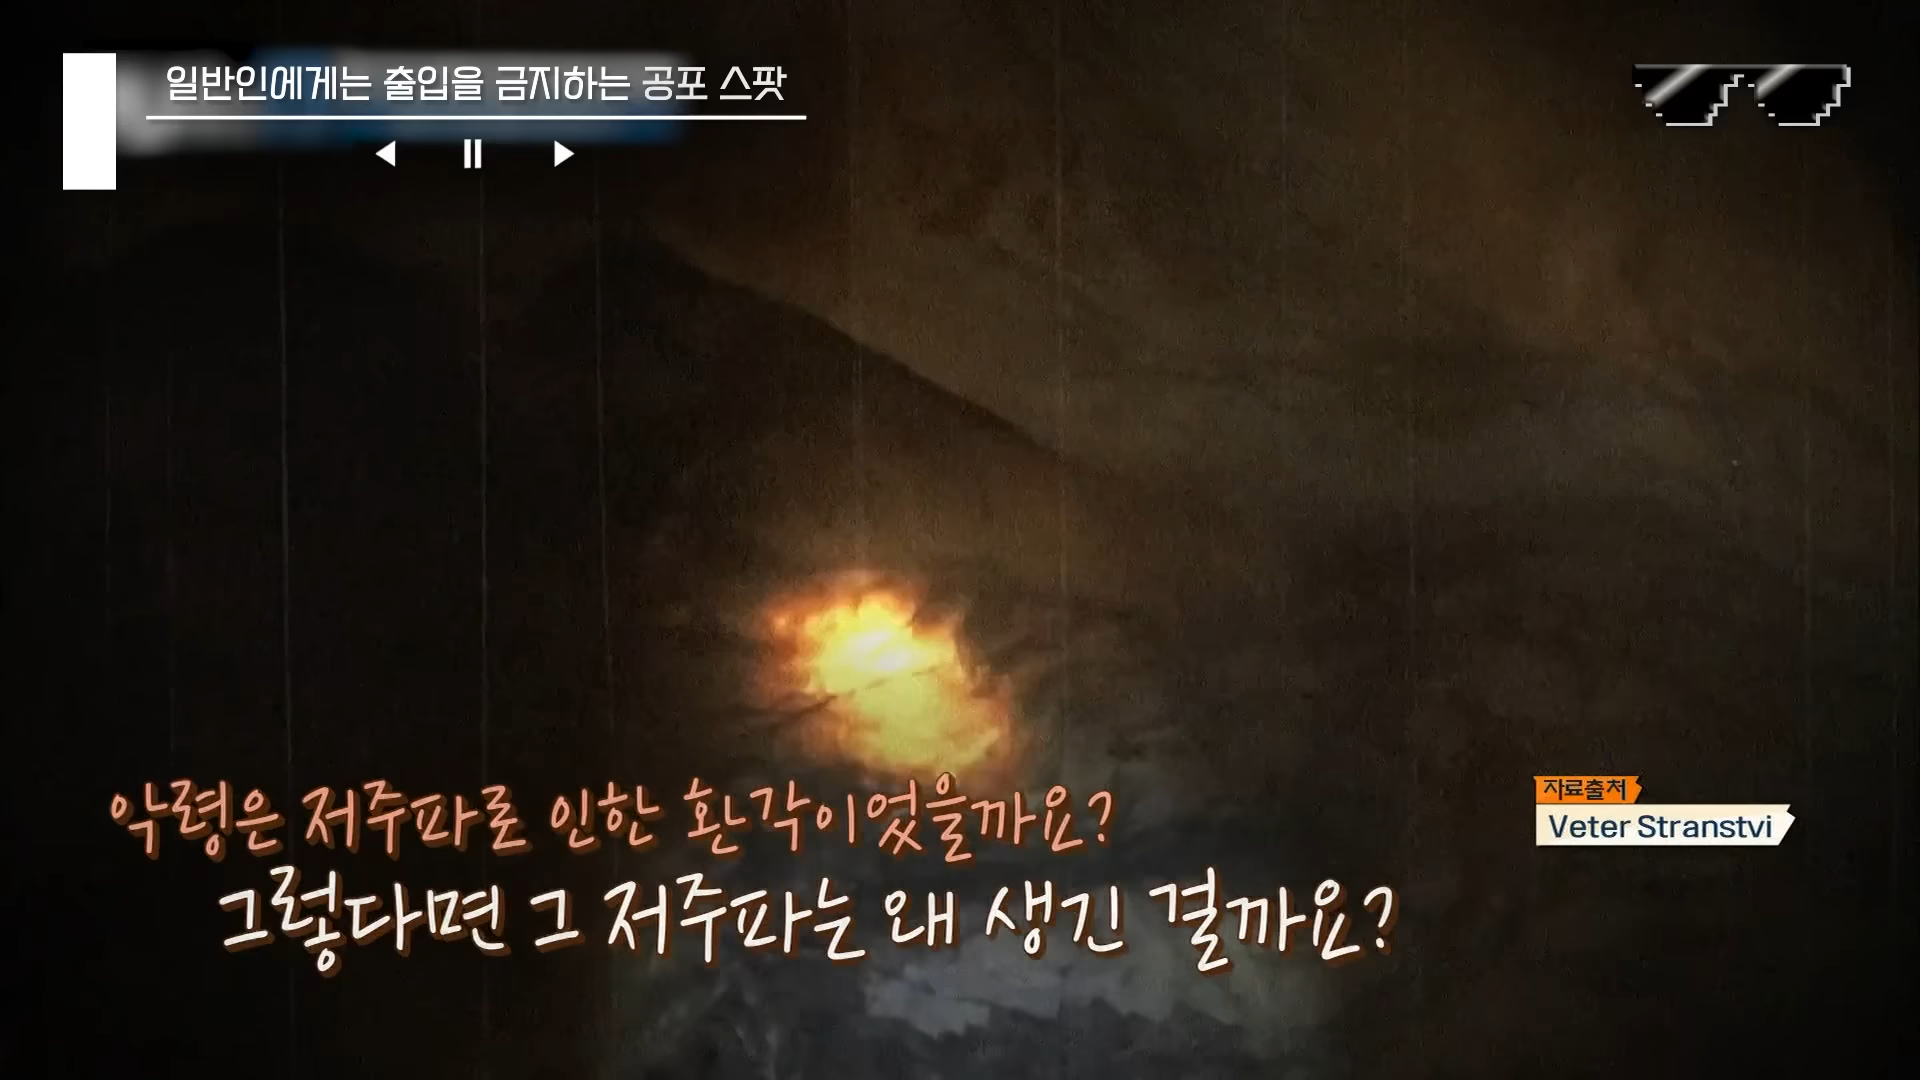 일반인에게는 출입을 금지하는 공포 스팟
악령은 저주파로 인한 환각이었을까요?
그렇다면 그 저주파는 왜 생긴 걸까요?
자료출처
Veter Stranstvi